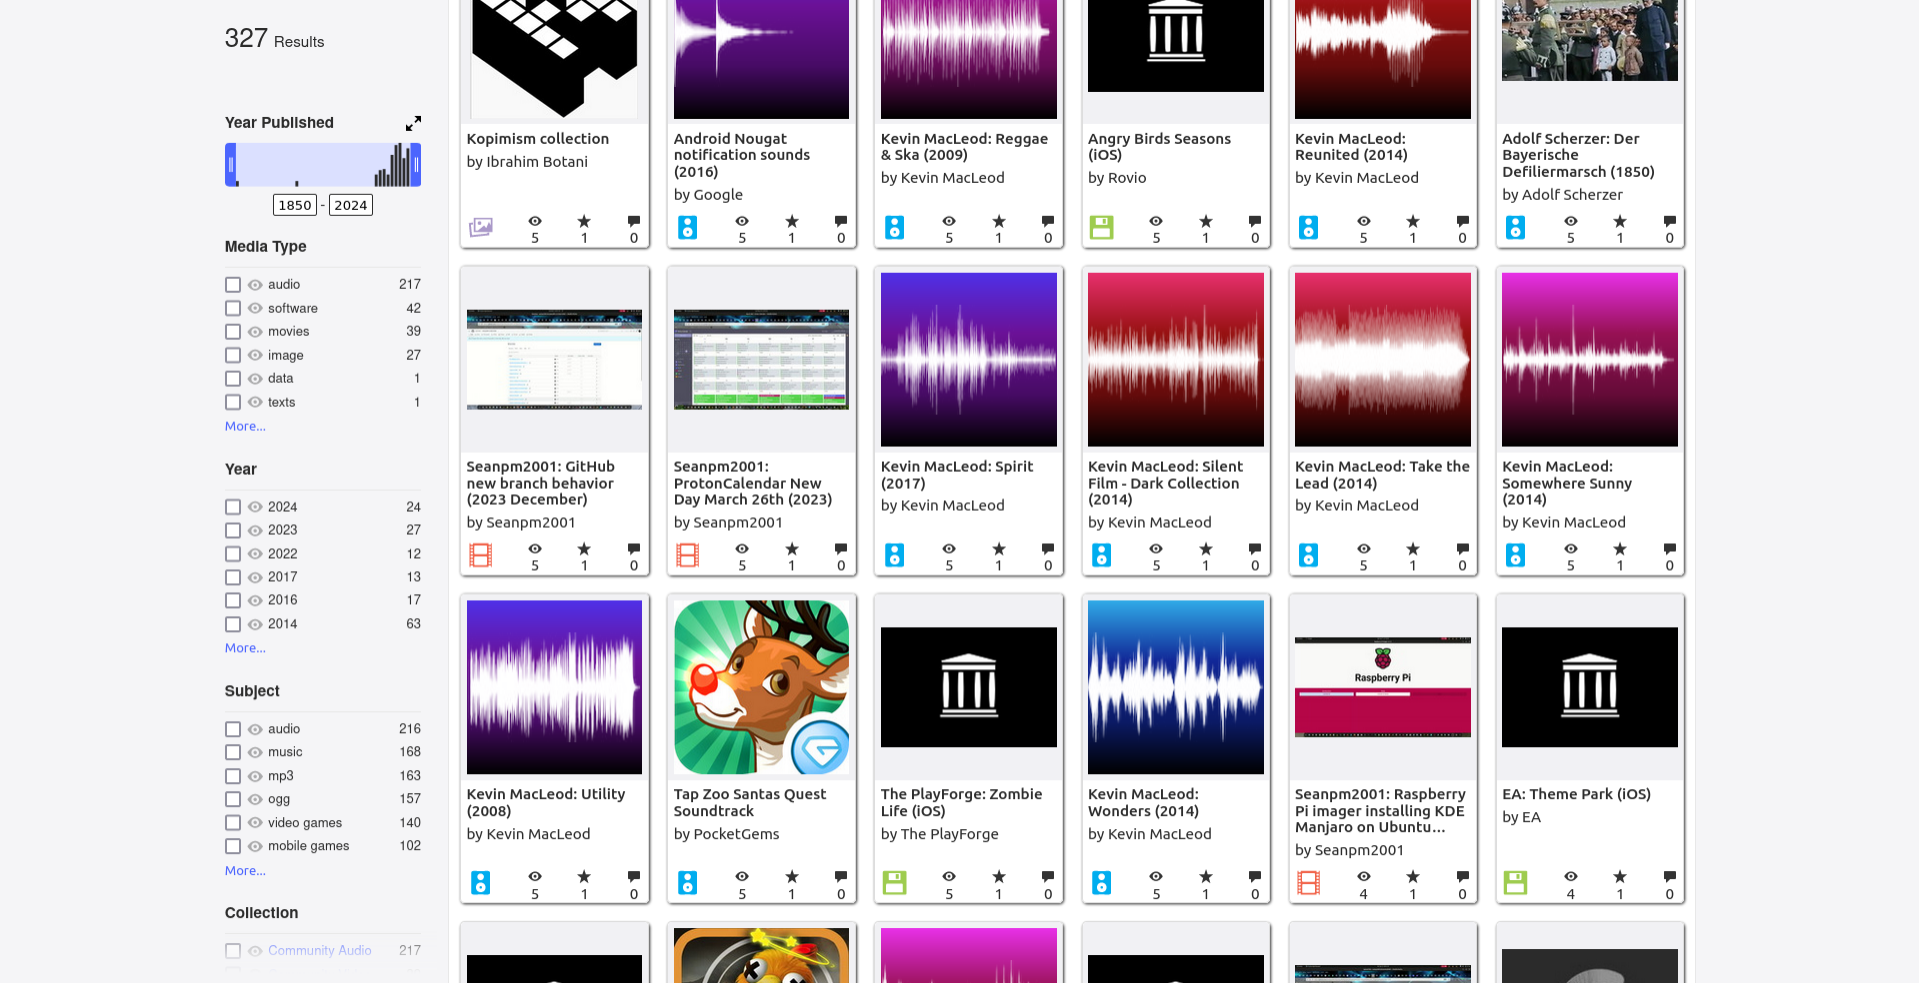 327 Results
Year Published
1850 - 2024
Media Type
audio 217
software 42
movies 39
image 27
data 1
texts 1
More...
Year
2024 24
2023 27
2022 12
2017 13
2016 17
2014 63
More...
Subject
audio 216
music 168
mp3 163
ogg 157
video games 140
mobile games 102
More...
Collection
Community Audio 217
Kopimism collection
by Ibrahim Botani
5 1 0
Android Nougat
notification sounds
(2016)
by Google
5 1 0
Kevin MacLeod: Reggae
& Ska (2009)
by Kevin MacLeod
5 1 0
Angry Birds Seasons
(iOS)
by Rovio
5 1 0
Kevin MacLeod:
Reunited (2014)
by Kevin MacLeod
5 1 0
Adolf Scherzer: Der
Bayerische
Defiliermarsch (1850)
by Adolf Scherzer
5 1 0
Seanpm2001: GitHub
new branch behavior
(2023 December)
by Seanpm2001
5 1 0
Seanpm2001:
ProtonCalendar New
Day March 26th (2023)
by Seanpm2001
5 1 0
Kevin MacLeod: Spirit
(2017)
by Kevin MacLeod
5 1 0
Kevin MacLeod: Silent
Film - Dark Collection
(2014)
by Kevin MacLeod
5 1 0
Kevin MacLeod: Take the
Lead (2014)
by Kevin MacLeod
5 1 0
Kevin MacLeod:
Somewhere Sunny
(2014)
by Kevin MacLeod
5 1 0
Kevin MacLeod: Utility
(2008)
by Kevin MacLeod
5 1 0
Tap Zoo Santas Quest
Soundtrack
by PocketGems
5 1 0
The PlayForge: Zombie
Life (iOS)
by The PlayForge
5 1 0
Kevin MacLeod:
Wonders (2014)
by Kevin MacLeod
5 1 0
Raspberry Pi
Seanpm2001: Raspberry
Pi imager installing KDE
Manjaro on Ubuntu...
by Seanpm2001
4 1 0
EA: Theme Park (iOS)
by EA
4 1 0